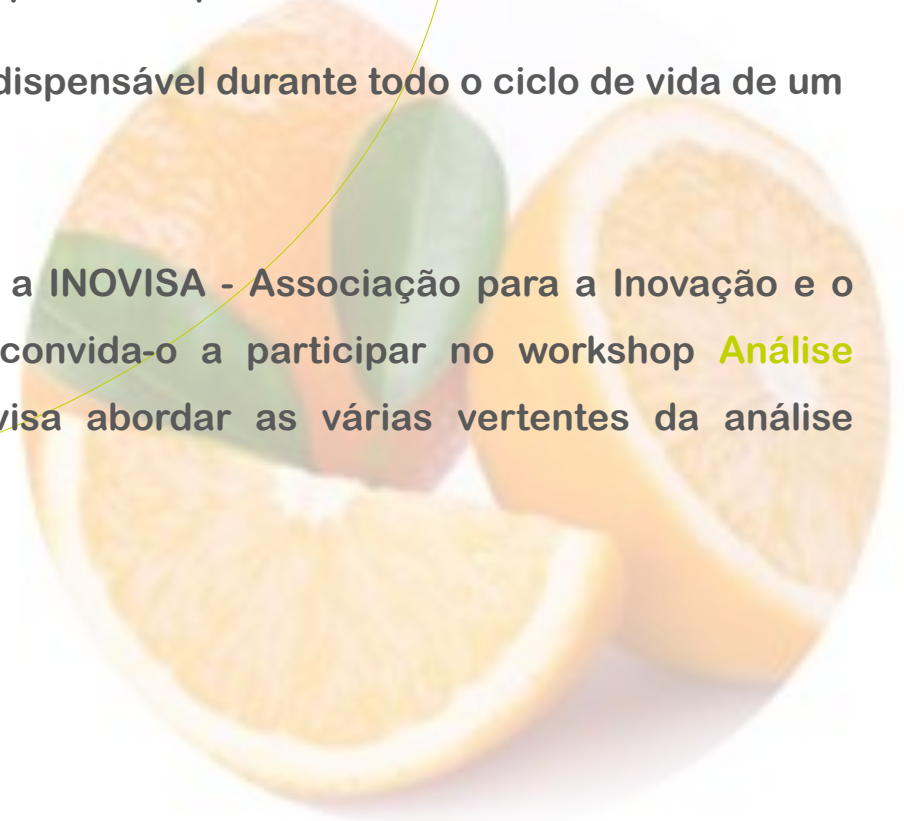 dispensável durante todo o ciclo de vida de um
a INOVISA - Associação para a Inovação e o
convida-o a participar no workshop Análise
visa abordar as várias vertentes da análise